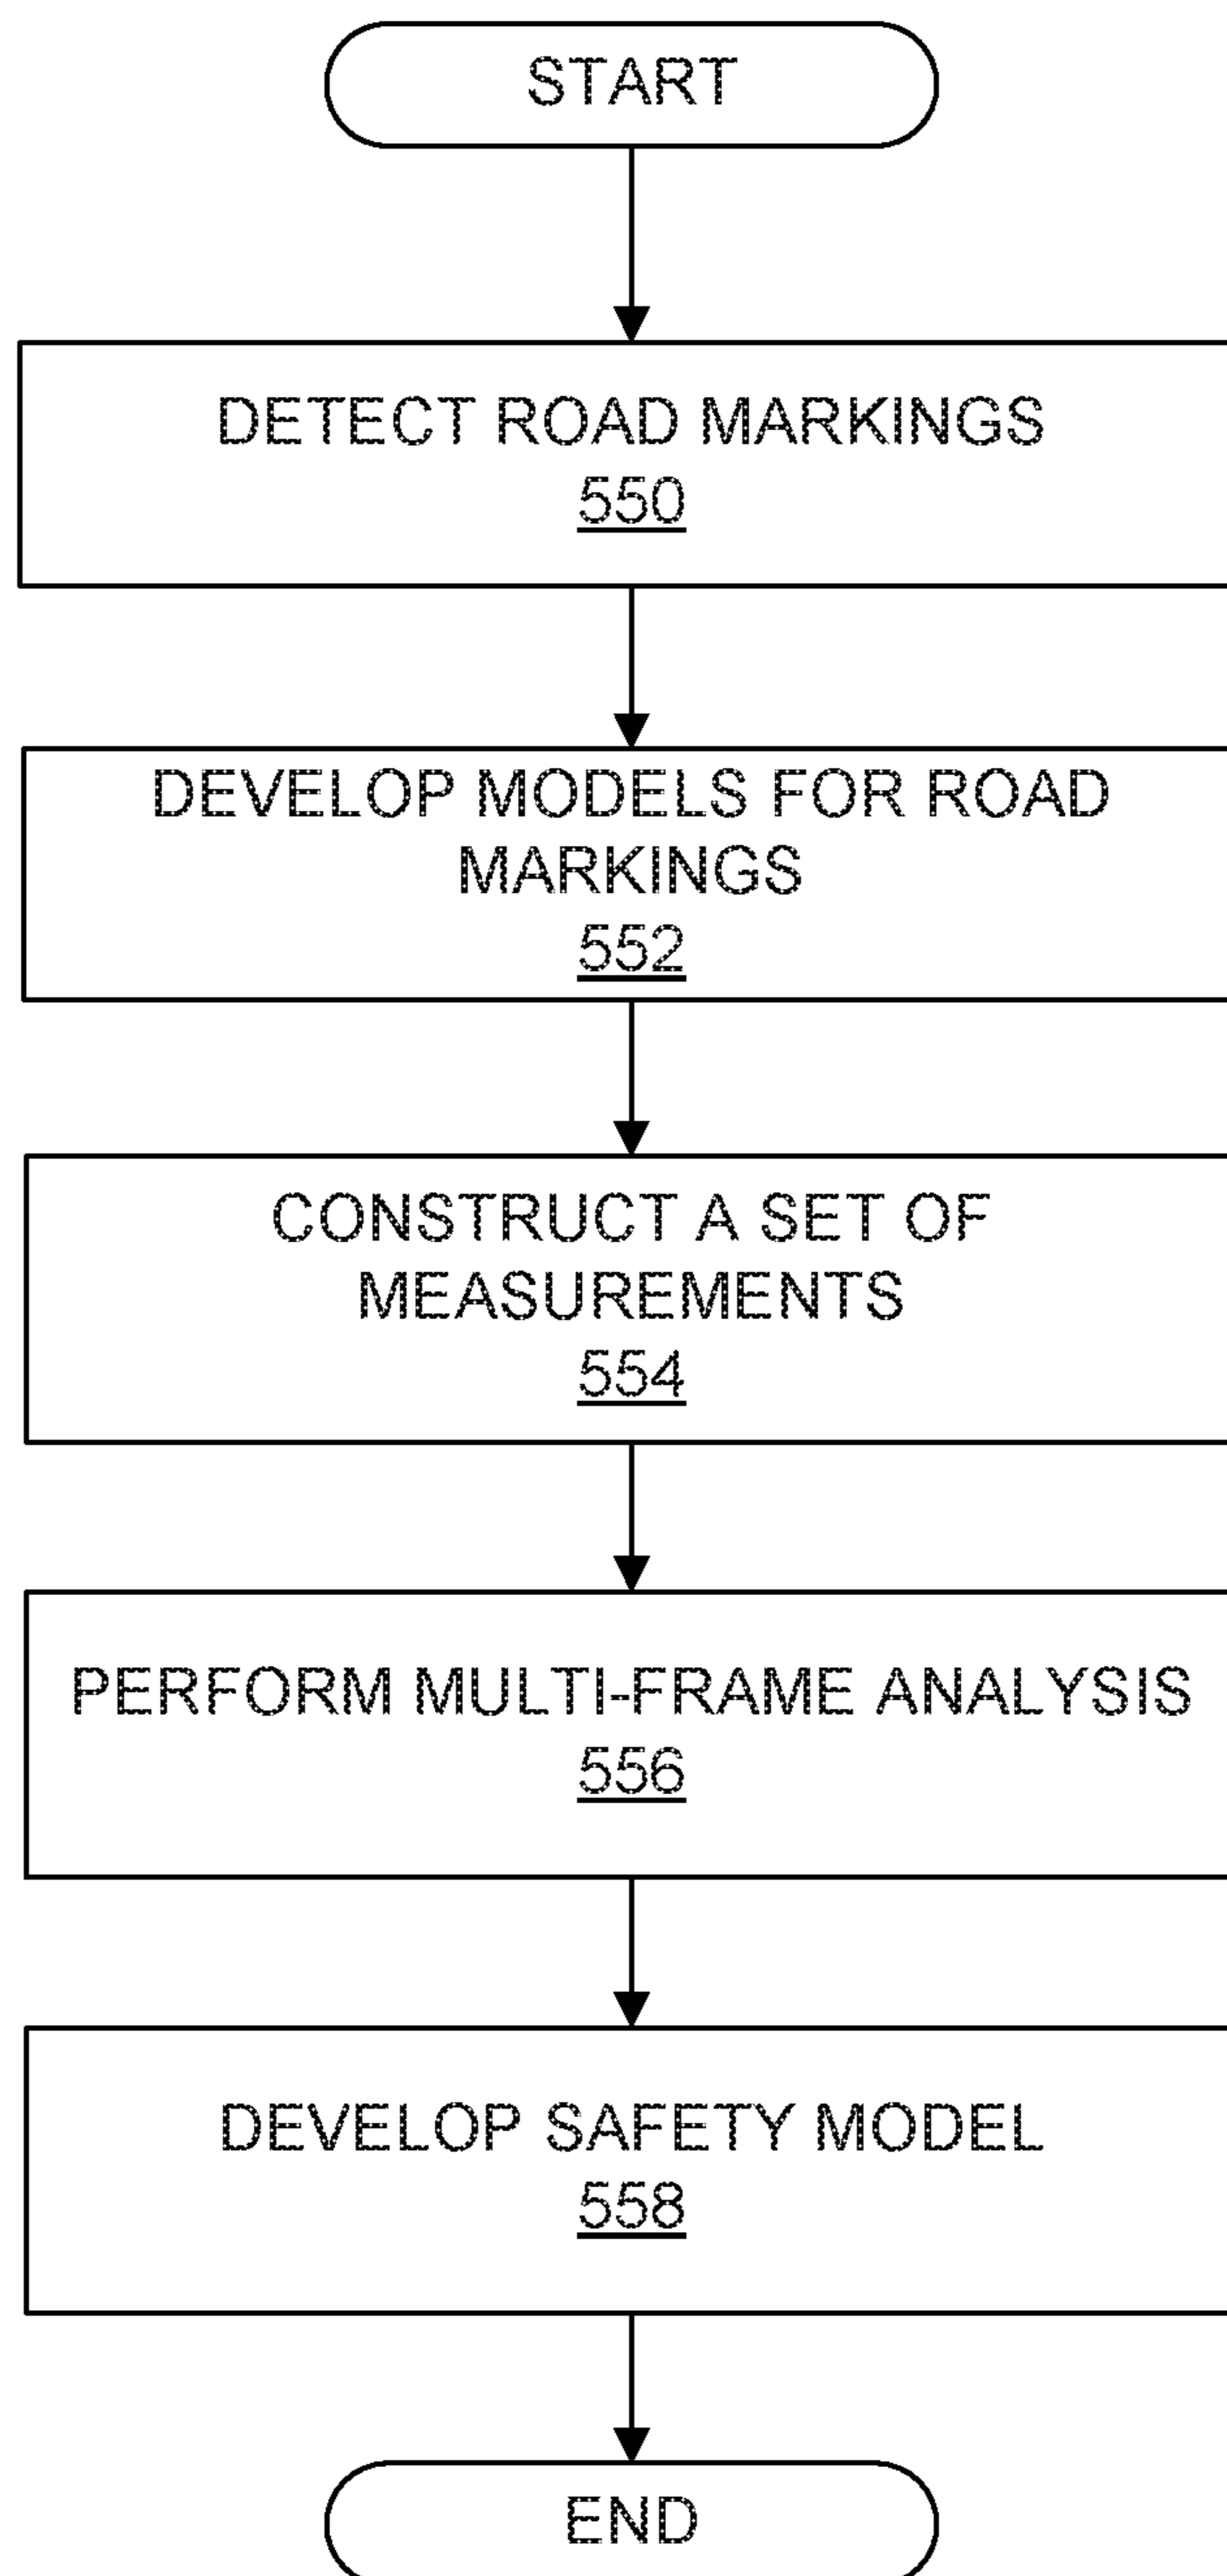 START
DETECT ROAD MARKINGS
550
DEVELOP MODELS FOR ROAD
MARKINGS
552
CONSTRUCT A SET OF
MEASUREMENTS
554
PERFORM MULTI-FRAME ANALYSIS
556
DEVELOP SAFETY MODEL
558
END